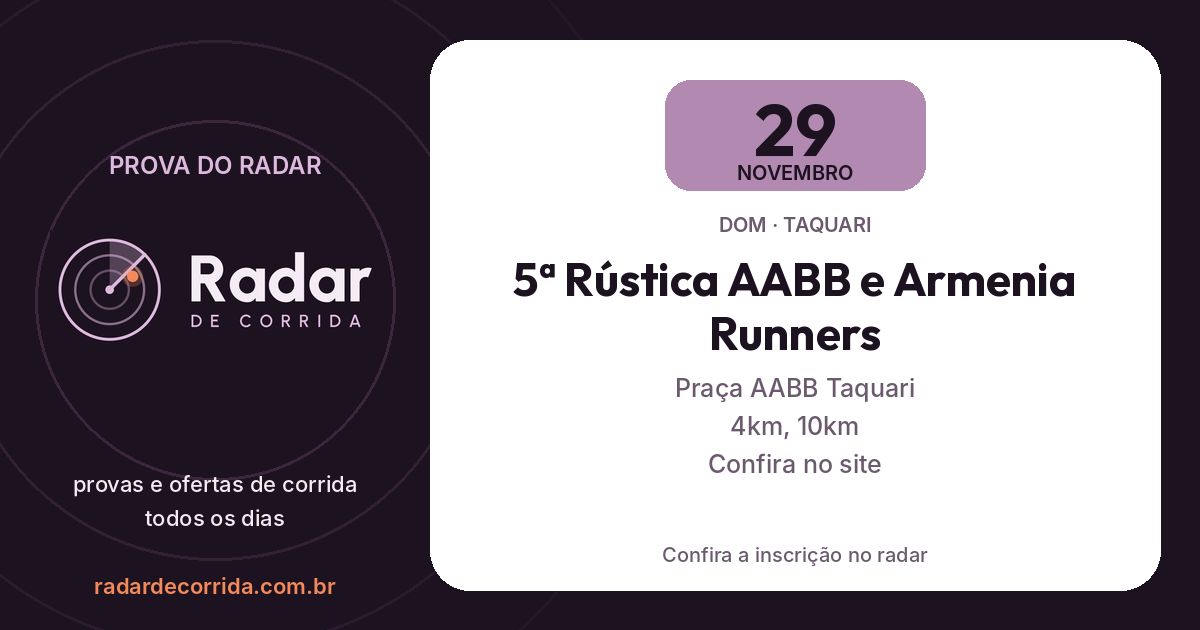 PROVA DO RADAR
Radar
DE CORRIDA
provas e ofertas de corrida
todos os dias
radardecorrida.com.br
29
NOVEMBRO
DOM · TAQUARI
5ª Rústica AABB e Armenia
Runners
Praça AABB Taquari
4km, 10km
Confira no site
Confira a inscrição no radar